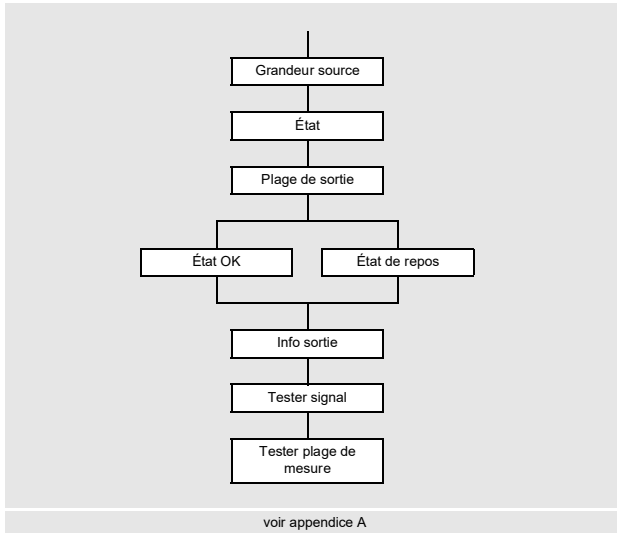 Grandeur source
État
Plage de sortie
État OK
État de repos
Info sortie
Tester signal
Tester plage de
mesure
voir appendice A